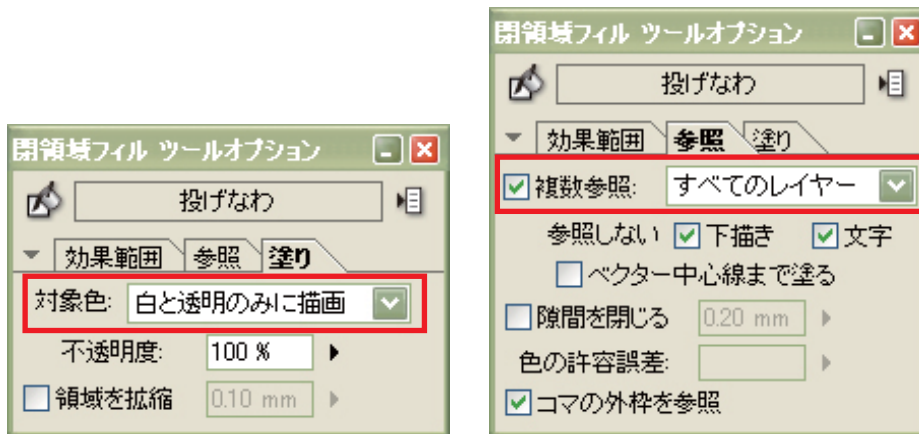 閉領域フィル ツールオプション
投げなわ
効果範囲 参照 塗り
対象色: 白と透明のみに描画
不透明度: 100 %
領域を拡縮 0.10 mm
閉領域フィル ツールオプション
投げなわ
効果範囲 参照 塗り
複数参照: すべてのレイヤー
参照しない 下描き 文字
ベクター中心線まで塗る
隙間を閉じる 0.20 mm
色の許容誤差:
コマの外枠を参照